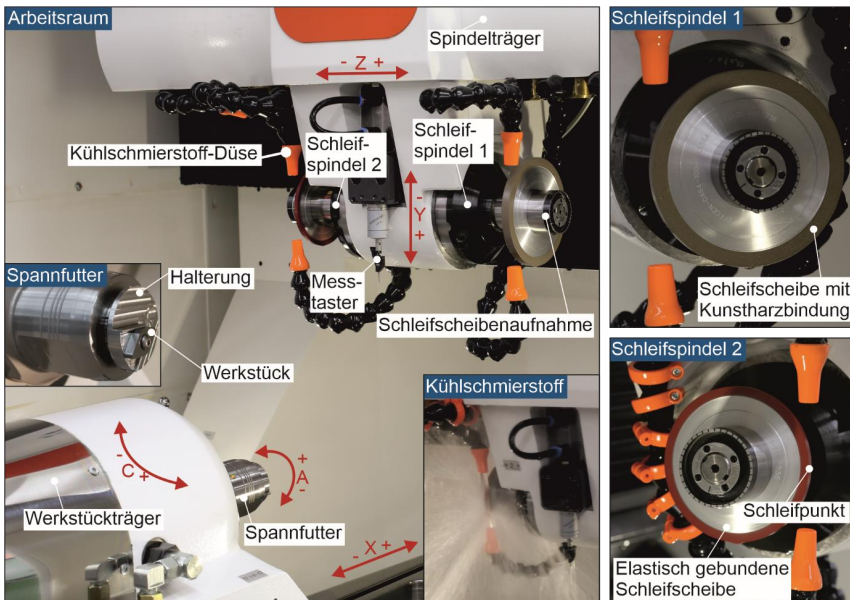 Arbeitsraum
Spindelträger
- Z +
Kühlschmierstoff-Düse
Schleif-
spindel 2
Schleif-
spindel 1
-
Y
+
Spannfutter
Halterung
Mess-
taster
Schleifscheibenaufnahme
Werkstück
Kühlschmierstoff
- C +
+
A
-
Werkstückträger
Spannfutter
- X +
Schleifspindel 1
Schleifscheibe mit
Kunstharzbindung
Schleifspindel 2
Schleifpunkt
Elastisch gebundene
Schleifscheibe